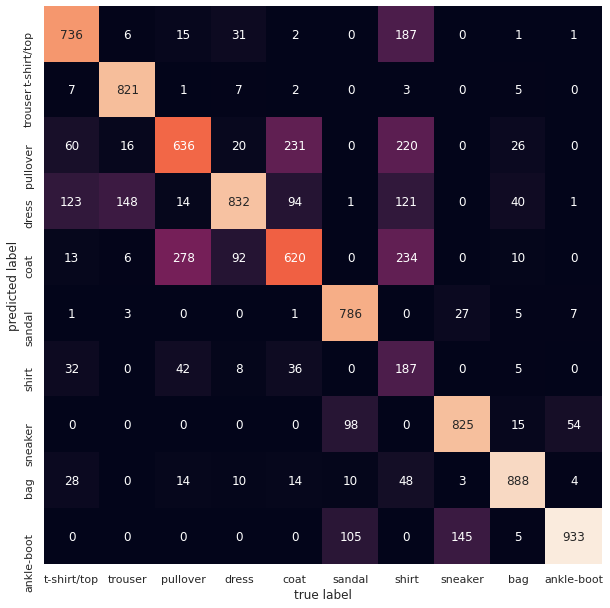 predicted label
t-shirt/top 736 6 15 31 2 0 187 0 1 1
trouser 7 821 1 7 2 0 3 0 5 0
pullover 60 16 636 20 231 0 220 0 26 0
dress 123 148 14 832 94 1 121 0 40 1
coat 13 6 278 92 620 0 234 0 10 0
sandal 1 3 0 0 1 786 0 27 5 7
shirt 32 0 42 8 36 0 187 0 5 0
sneaker 0 0 0 0 0 98 0 825 15 54
bag 28 0 14 10 14 10 48 3 888 4
ankle-boot 0 0 0 0 0 105 0 145 5 933
t-shirt/top trouser pullover dress coat sandal shirt sneaker bag ankle-boot
true label